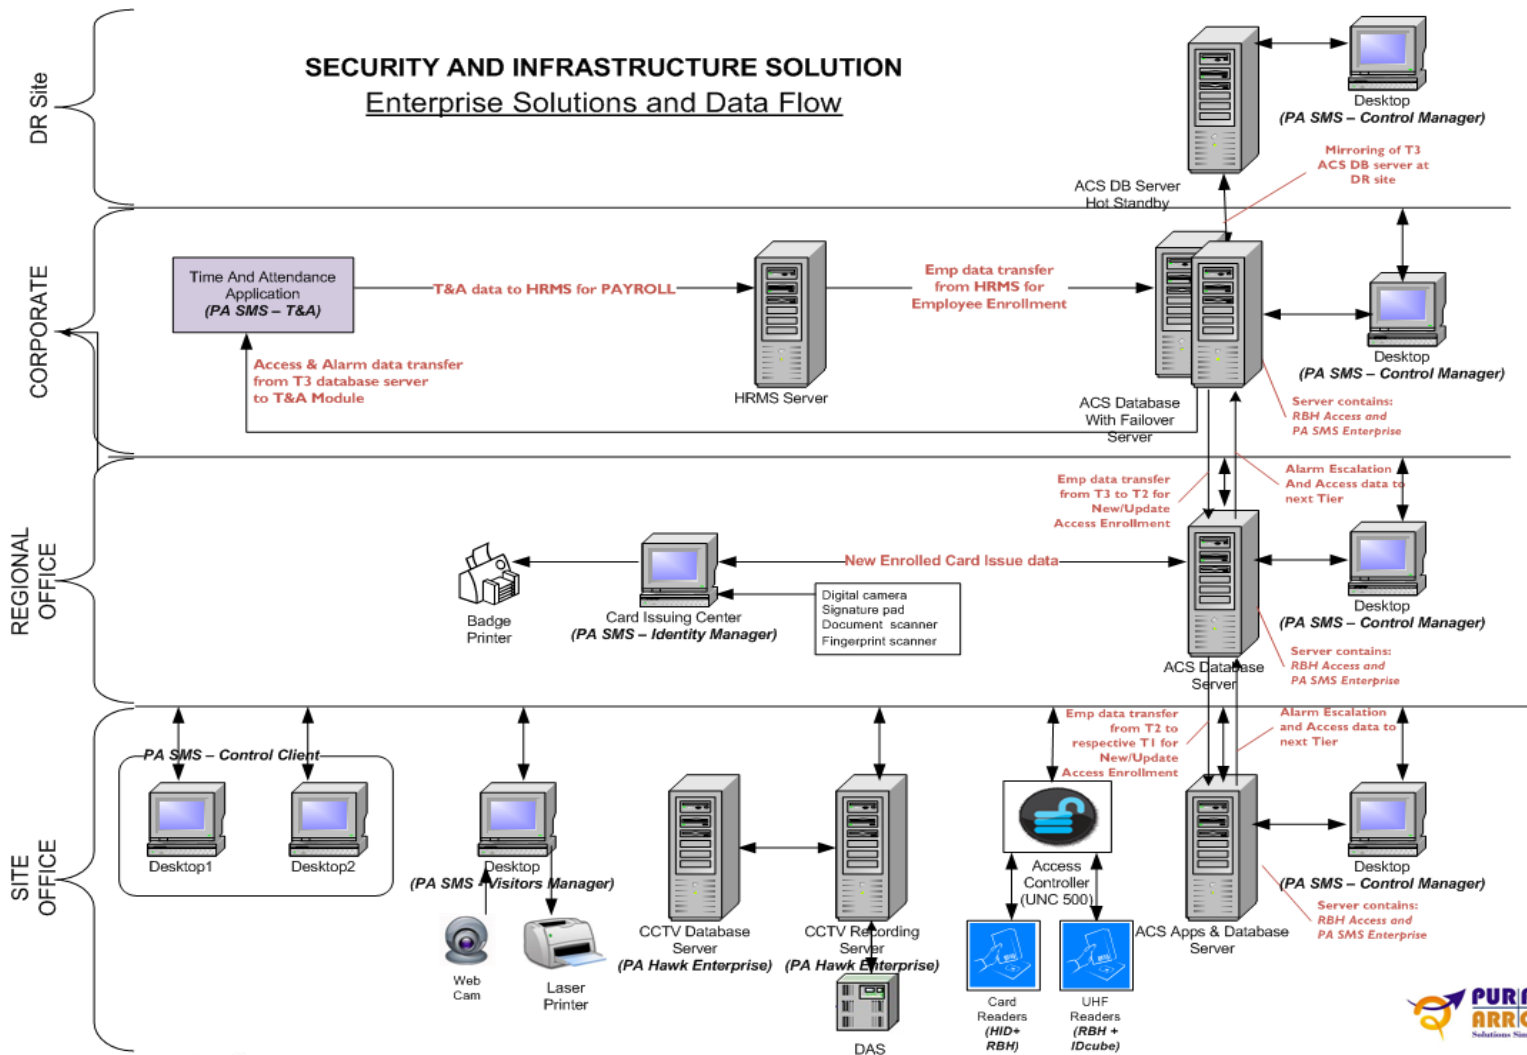 SECURITY AND INFRASTRUCTURE SOLUTION
Enterprise Solutions and Data Flow
DR Site
Desktop
(PA SMS – Control Manager)
Mirroring of T3
ACS DB server at
DR site
ACS DB Server
Hot Standby
CORPORATE
Time And Attendance
Application
(PA SMS – T&A)
T&A data to HRMS for PAYROLL
Emp data transfer
from HRMS for
Employee Enrollment
Access & Alarm data transfer
from T3 database server
to T&A Module
HRMS Server
ACS Database
With Failover
Server
Desktop
(PA SMS – Control Manager)
Server contains:
RBH Access and
PA SMS Enterprise
REGIONAL
OFFICE
Emp data transfer
from T3 to T2 for
New/Update
Access Enrollment
Alarm Escalation
And Access data to
next Tier
New Enrolled Card Issue data
Badge
Printer
Card Issuing Center
(PA SMS – Identity Manager)
Digital camera
Signature pad
Document scanner
Fingerprint scanner
Desktop
(PA SMS – Control Manager)
ACS Database
Server
Server contains:
RBH Access and
PA SMS Enterprise
SITE
OFFICE
Emp data transfer
from T2 to
respective T1 for
New/Update
Access Enrollment
Alarm Escalation
and Access data to
next Tier
PA SMS – Control Client
Desktop1
Desktop2
Desktop
(PA SMS – Visitors Manager)
Web
Cam
Laser
Printer
CCTV Database
Server
(PA Hawk Enterprise)
CCTV Recording
Server
(PA Hawk Enterprise)
DAS
Access
Controller
(UNC 500)
Card
Readers
(HID+
RBH)
UHF
Readers
(RBH +
IDcube)
ACS Apps & Database
Server
Desktop
(PA SMS – Control Manager)
Server contains:
RBH Access and
PA SMS Enterprise
Solutions